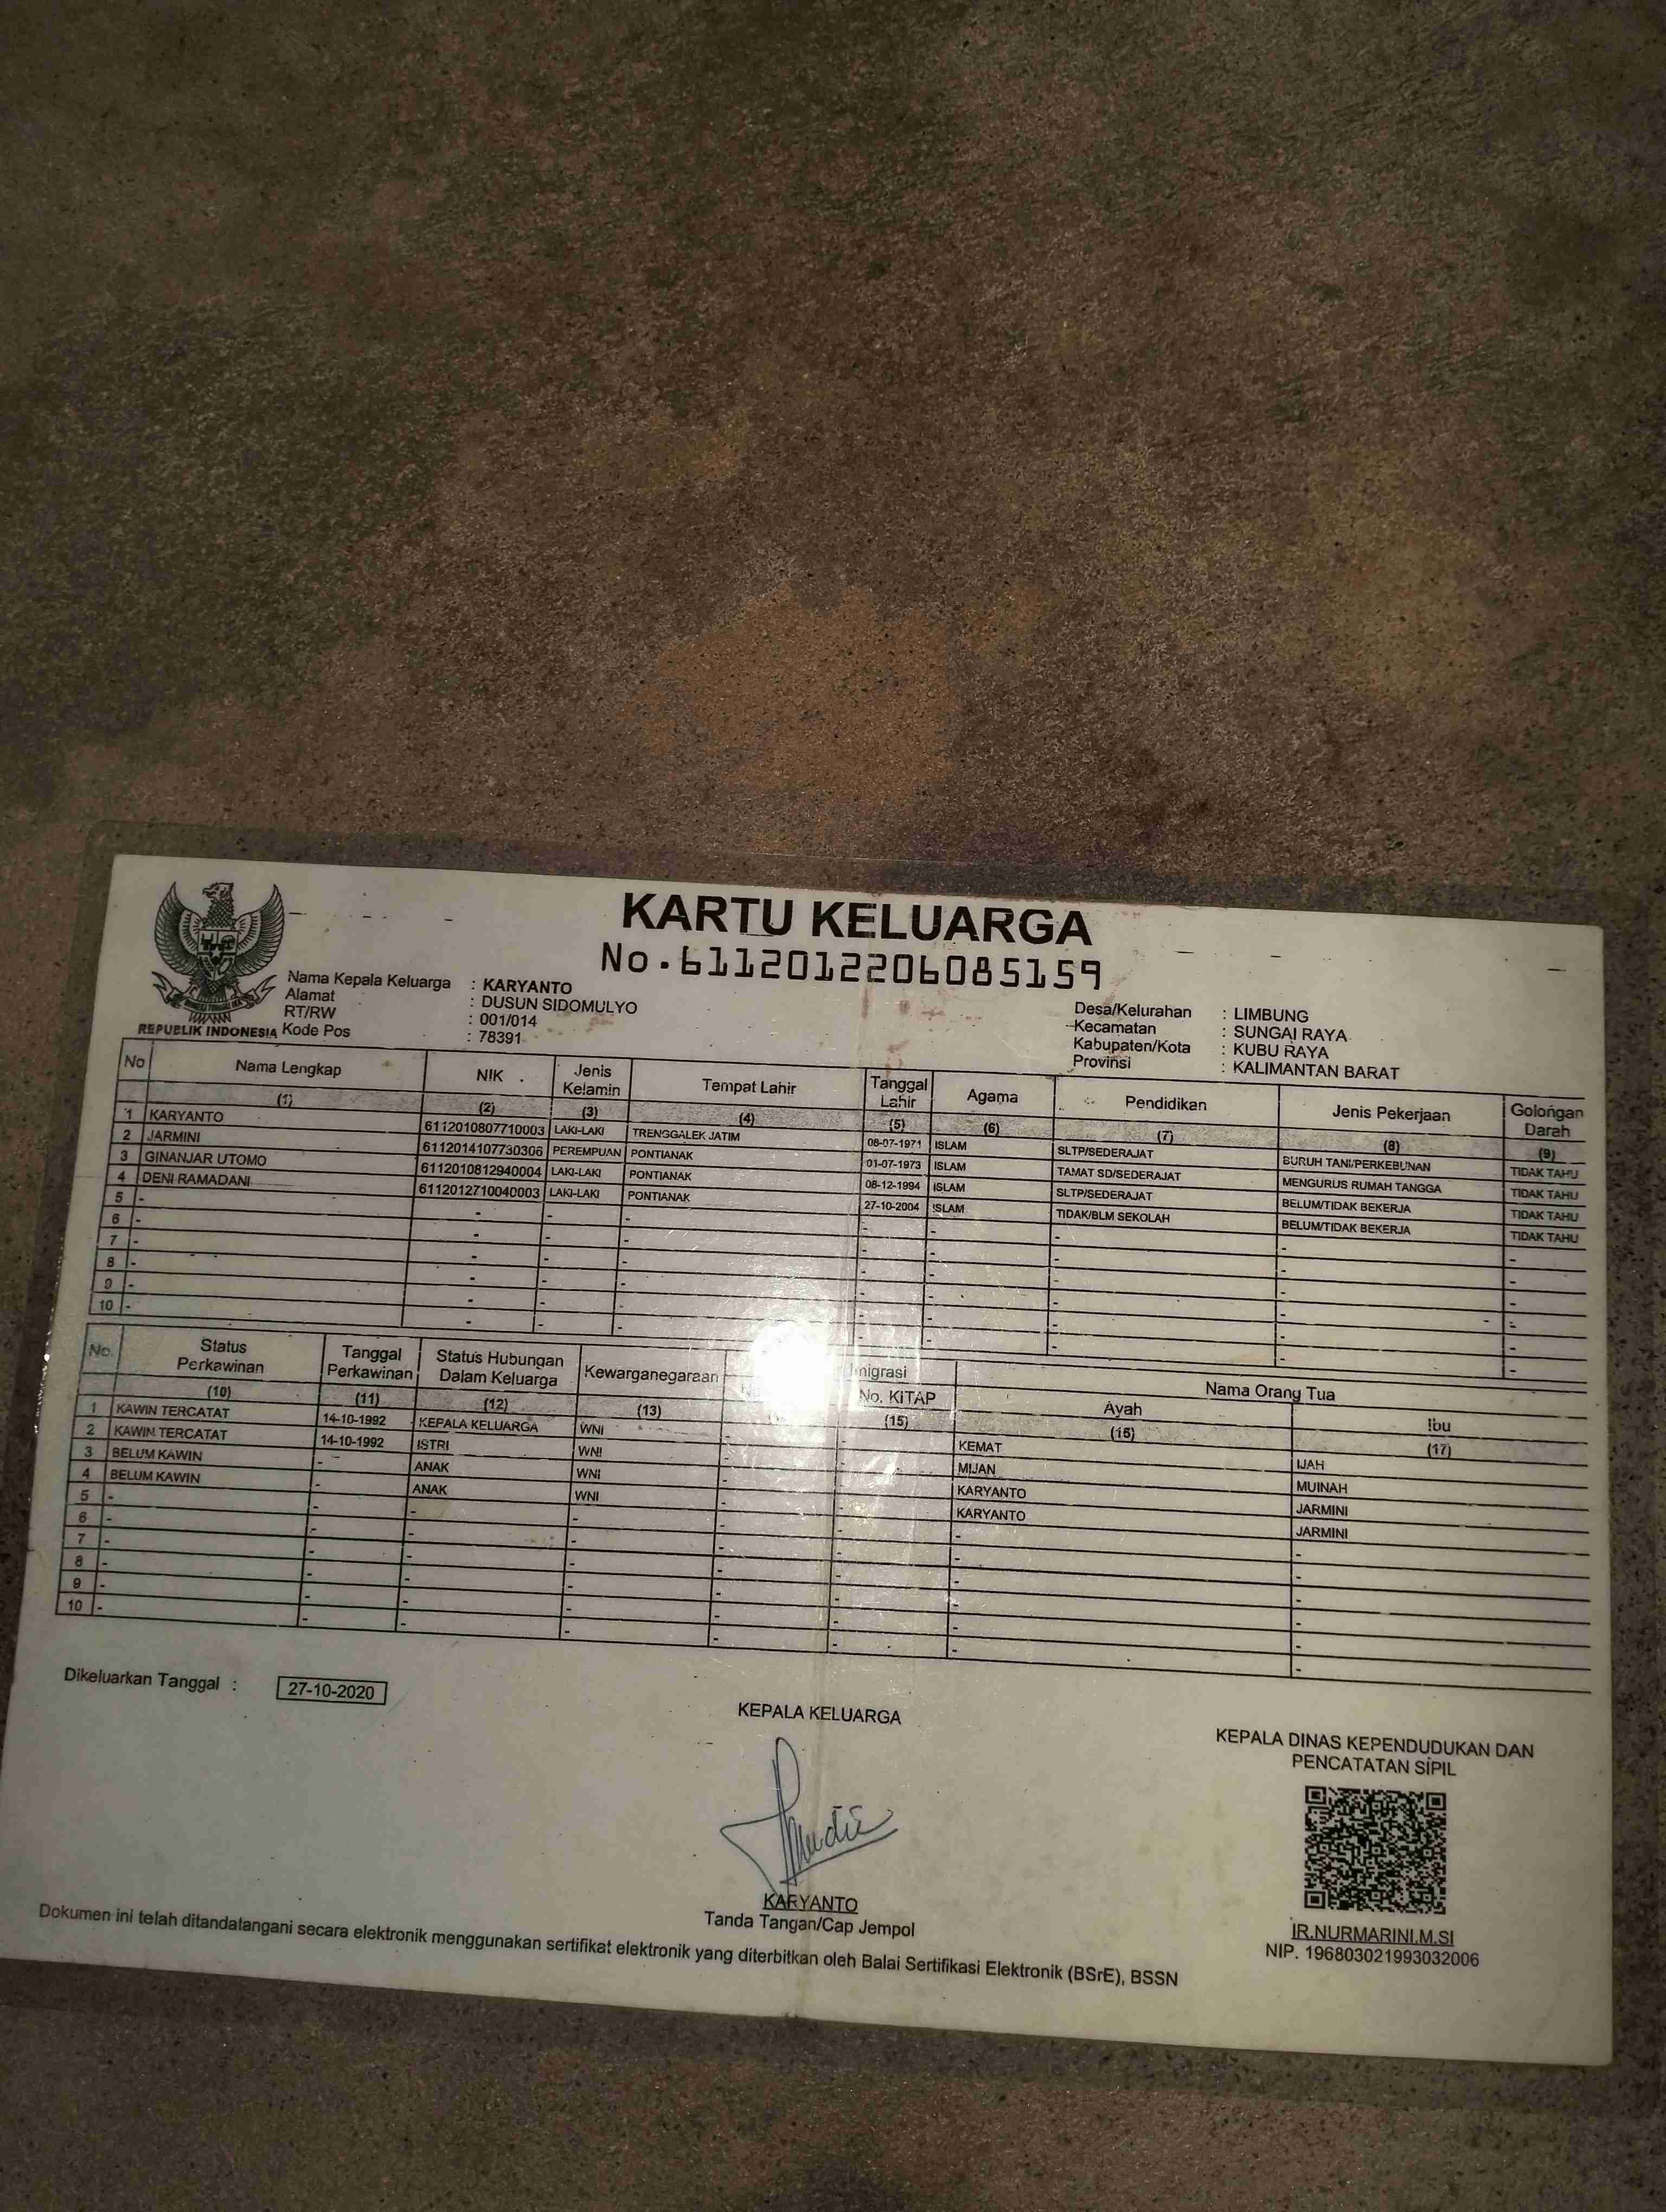 KARTU KELUARGA
No.6112012206085159
REPUBLIK INDONESIA
Nama Kepala Keluarga : KARYANTO
Alamat : DUSUN SIDOMULYO
RT/RW : 001/014
Kode Pos : 78391
Desa/Kelurahan : LIMBUNG
Kecamatan : SUNGAI RAYA
Kabupaten/Kota : KUBU RAYA
Provinsi : KALIMANTAN BARAT
No Nama Lengkap NIK Jenis Kelamin Tempat Lahir Tanggal Lahir Agama Pendidikan Jenis Pekerjaan Golongan Darah
(1) (2) (3) (4) (5) (6) (7) (8) (9)
1 KARYANTO 6112010807710003 LAKI-LAKI TRENGGALEK JATIM 08-07-1971 ISLAM SLTP/SEDERAJAT BURUH TANI/PERKEBUNAN TIDAK TAHU
2 JARMINI 6112014107730306 PEREMPUAN PONTIANAK 01-07-1973 ISLAM TAMAT SD/SEDERAJAT MENGURUS RUMAH TANGGA TIDAK TAHU
3 GINANJAR UTOMO 6112010812940004 LAKI-LAKI PONTIANAK 08-12-1994 ISLAM SLTP/SEDERAJAT BELUM/TIDAK BEKERJA TIDAK TAHU
4 DENI RAMADANI 6112012710040003 LAKI-LAKI PONTIANAK 27-10-2004 ISLAM TIDAK/BLM SEKOLAH BELUM/TIDAK BEKERJA TIDAK TAHU
5 - - - - - - - - -
6 - - - - - - - - -
7 - - - - - - - - -
8 - - - - - - - - -
9 - - - - - - - - -
10 - - - - - - - - -
No. Status Perkawinan Tanggal Perkawinan Status Hubungan Dalam Keluarga Kewarganegaraan Imigrasi Nama Orang Tua
No. KITAP Ayah Ibu
(10) (11) (12) (13) (15) (16) (17)
1 KAWIN TERCATAT 14-10-1992 KEPALA KELUARGA WNI - KEMAT IJAH
2 KAWIN TERCATAT 14-10-1992 ISTRI WNI - MIJAN MUINAH
3 BELUM KAWIN - ANAK WNI - KARYANTO JARMINI
4 BELUM KAWIN - ANAK WNI - KARYANTO JARMINI
5 - - - - - - - -
6 - - - - - - - -
7 - - - - - - - -
8 - - - - - - - -
9 - - - - - - - -
10 - - - - - - - -
Dikeluarkan Tanggal : 27-10-2020
KEPALA KELUARGA
KARYANTO
Tanda Tangan/Cap Jempol
KEPALA DINAS KEPENDUDUKAN DAN
PENCATATAN SIPIL
IR.NURMARINI.M.SI
NIP. 196803021993032006
Dokumen ini telah ditandatangani secara elektronik menggunakan sertifikat elektronik yang diterbitkan oleh Balai Sertifikasi Elektronik (BSrE), BSSN